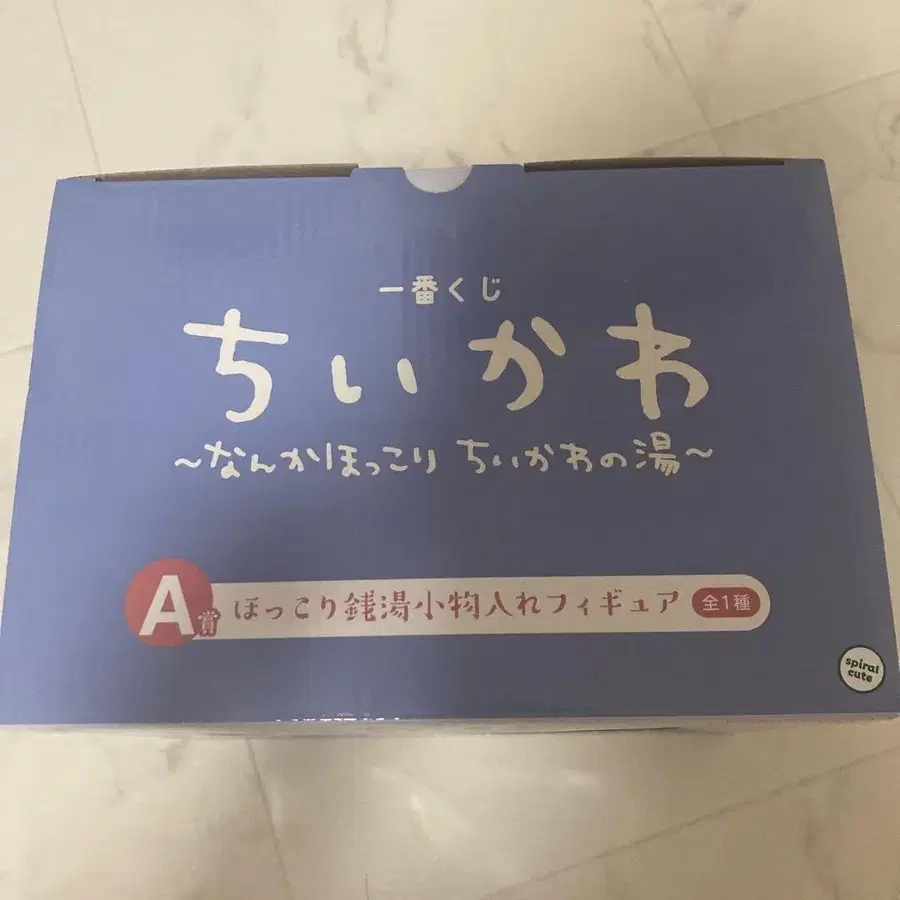 一番くじ
ちいかわ
～なんかほっこり ちいかわの湯～
A賞 ほっこり銭湯小物入れフィギュア 全1種
spiral
cute